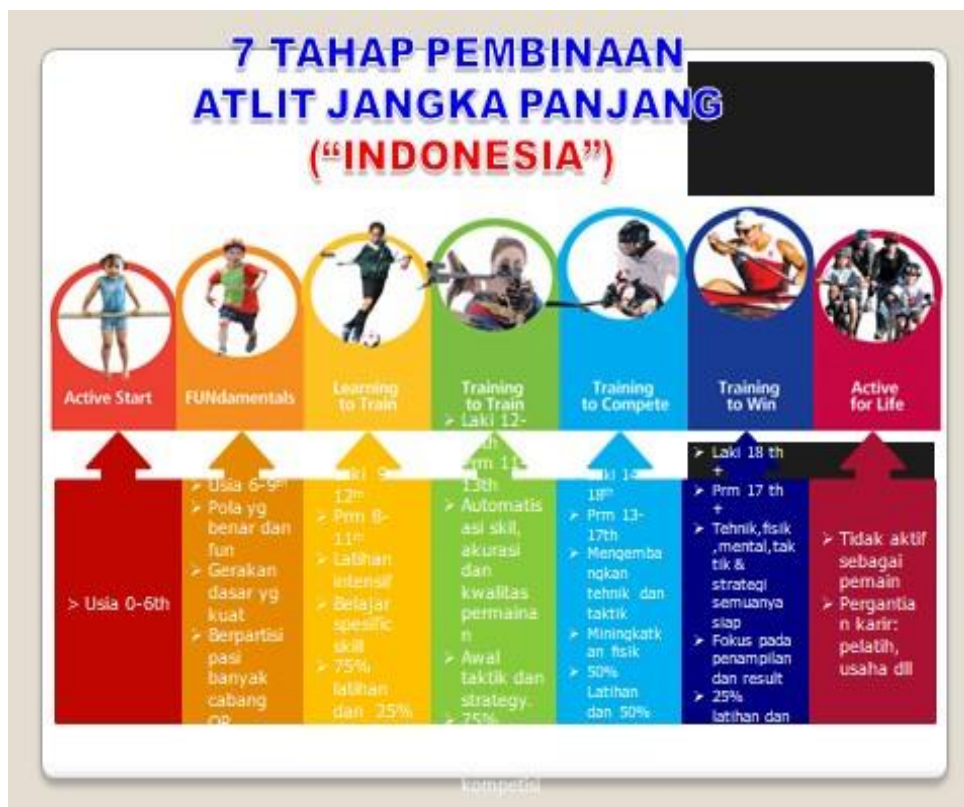 7 TAHAP PEMBINAAN
ATLIT JANGKA PANJANG
("INDONESIA")
Active Start
FUNdamentals
Learning
to Train
Training
to Train
Training
to Compete
Training
to Win
Active
for Life
> Usia 0-6th
➢ Usia 6-9th
➢ Pola yg
benar dan
fun
➢ Gerakan
dasar yg
kuat
➢ Berpartisi
pasi
banyak
cabang
OR
12th
➢ Prm 8-
11th
➢ Latihan
intensif
➢ Belajar
spesific
skill
➢ 75%
latihan
dan 25%
➢ Laki 12-
13th
➢ Automatis
asi skil,
akurasi
dan
kwalitas
permaina
n
➢ Awal
taktik dan
strategy.
➢ 75%
kompetisi
18th
➢ Prm 13-
17th
➢ Mengemba
ngkan
tehnik dan
taktik
➢ Miningkatk
an fisik
➢ 50%
Latihan
dan 50%
➢ Laki 18 th
+
➢ Prm 17 th
+
➢ Tehnik,fisik
,mental,tak
tik &
strategi
semuanya
siap
➢ Fokus pada
penampilan
dan result
➢ 25%
latihan dan
➢ Tidak aktif
sebagai
pemain
➢ Pergantia
n karir:
pelatih,
usaha dll